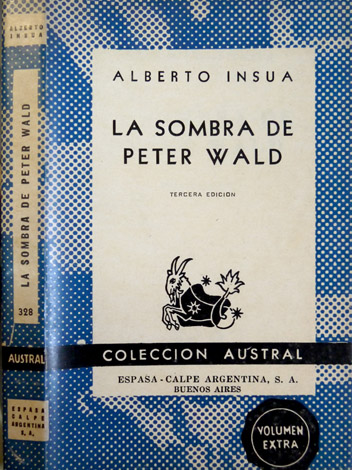 ALBERTO
INSUA
LA SOMBRA DE PETER WALD
328
AUSTRAL
ESPASA
CALPE
ARGENTINA
S. A.
ALBERTO INSUA
LA SOMBRA DE
PETER WALD
TERCERA EDICION
COLECCION AUSTRAL
ESPASA - CALPE ARGENTINA, S. A.
BUENOS AIRES
VOLUMEN
EXTRA